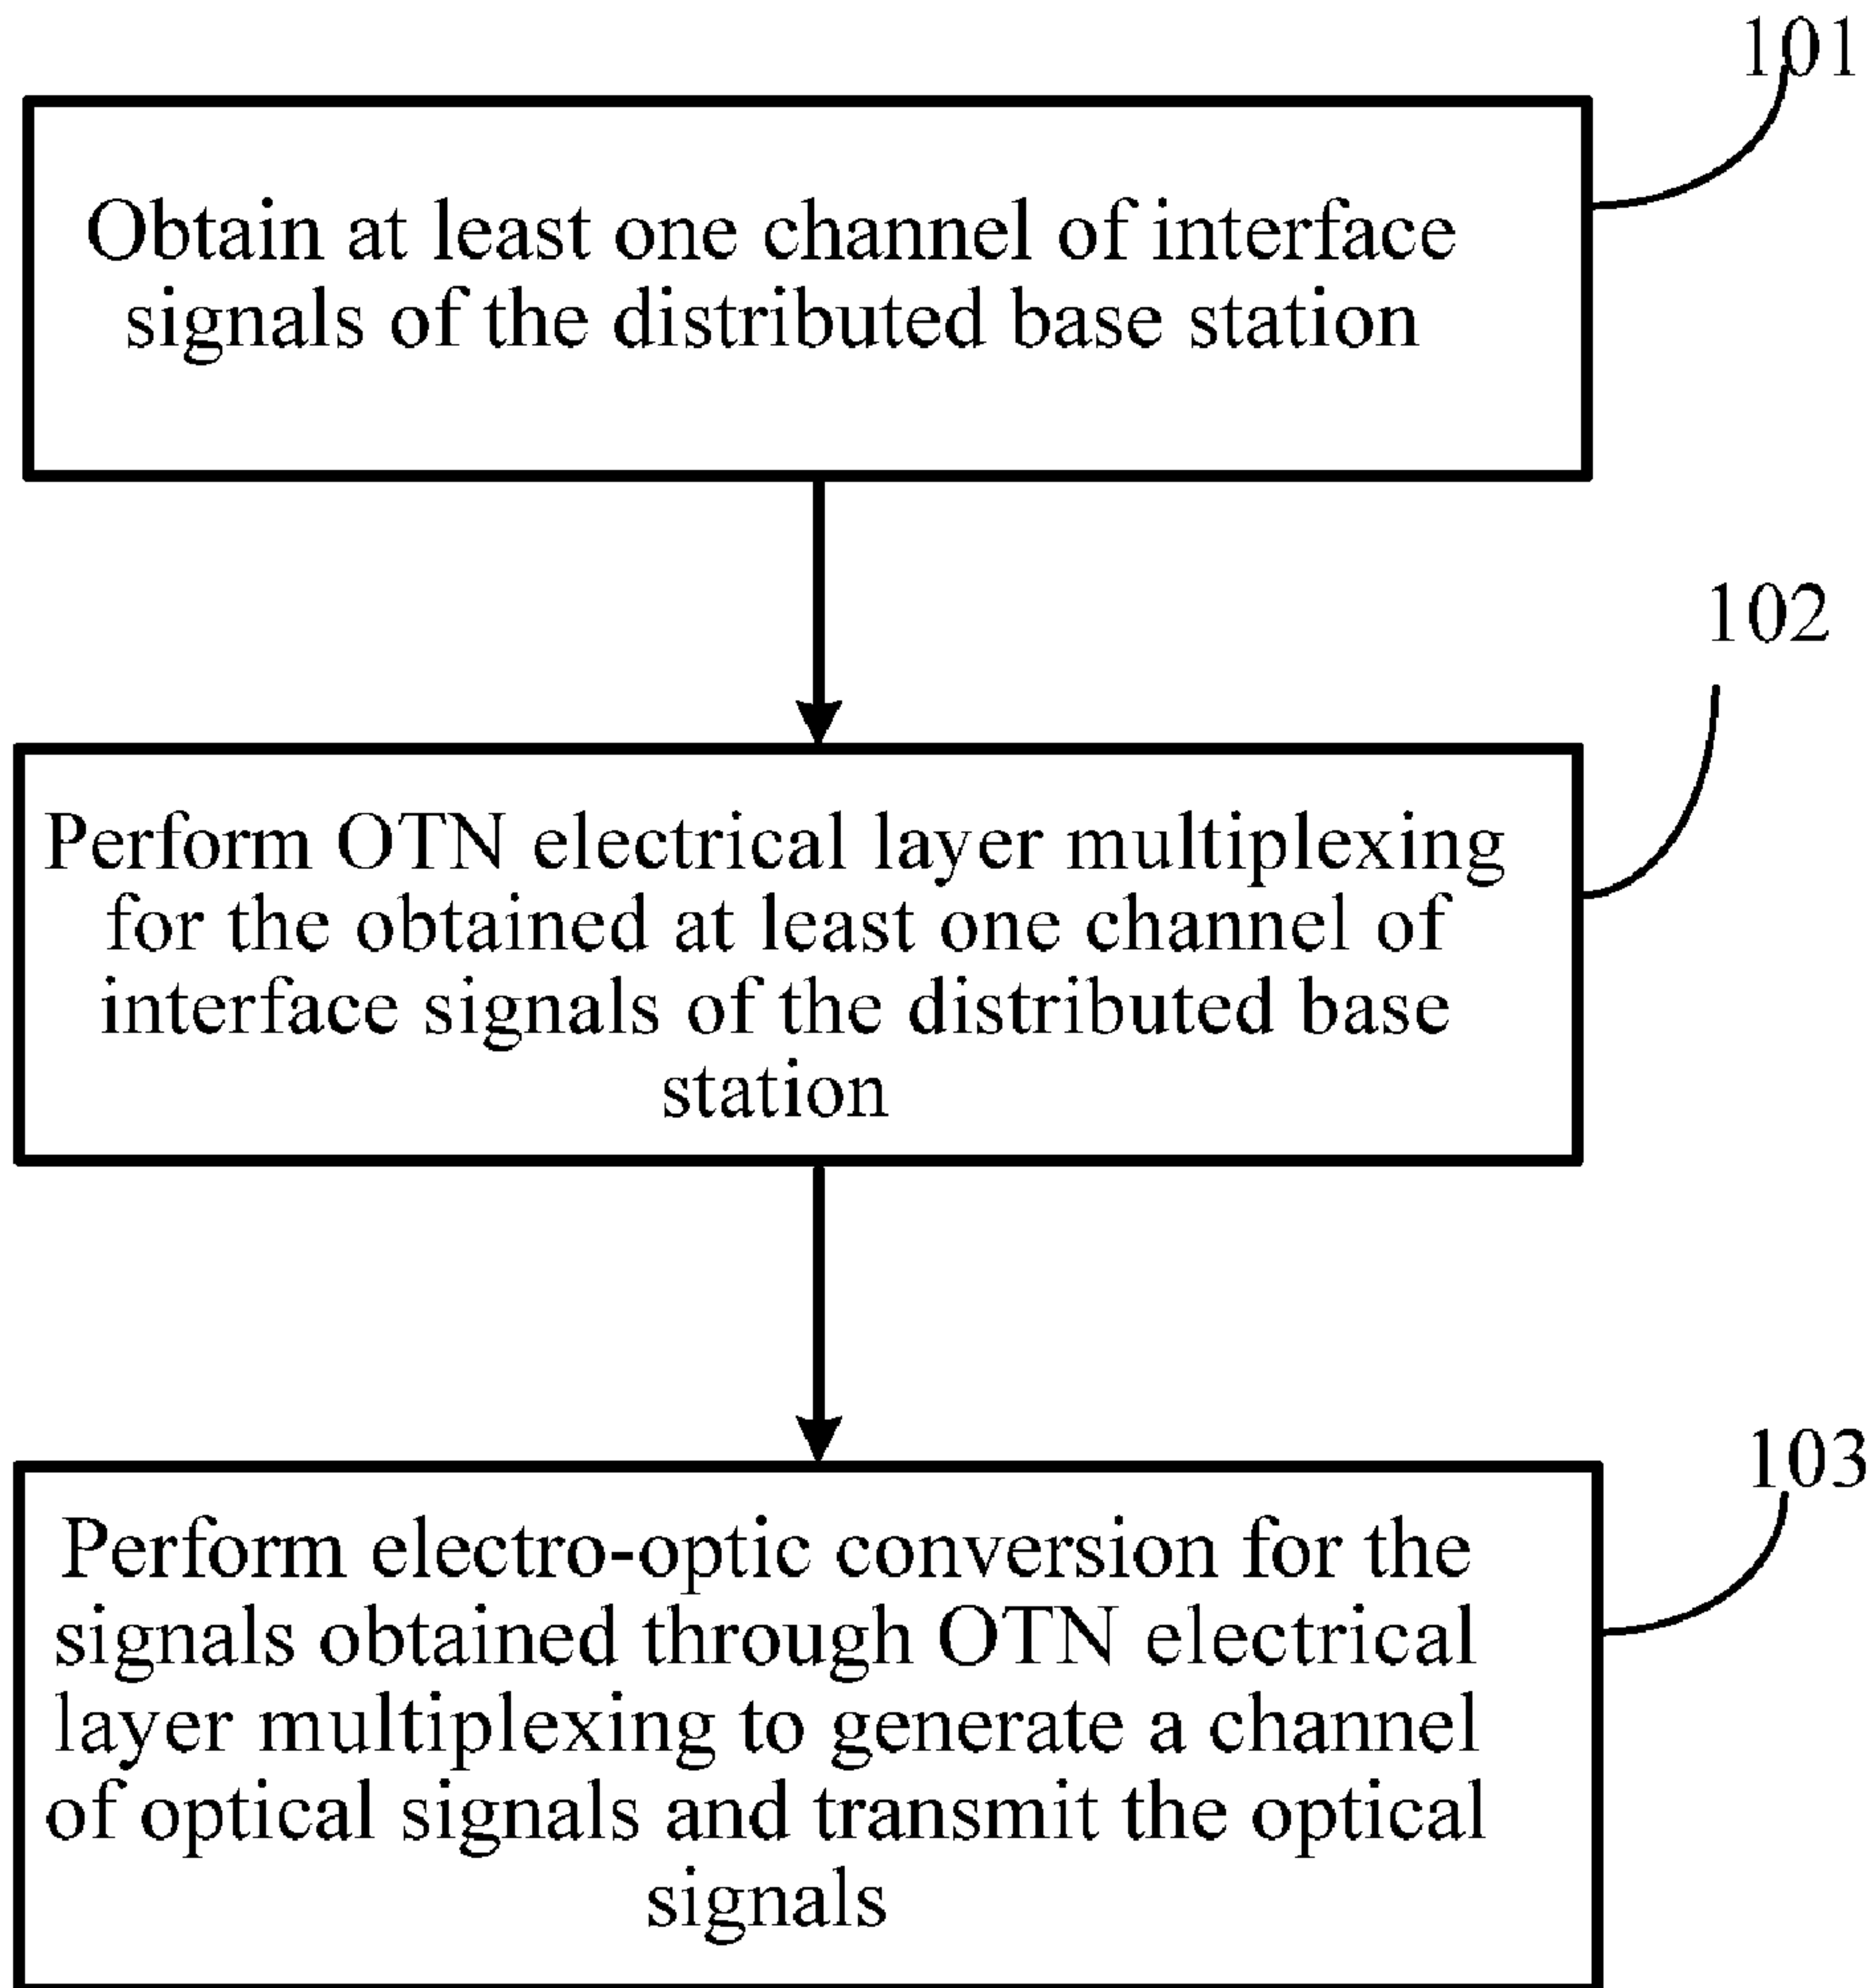 101
Obtain at least one channel of interface
signals of the distributed base station
102
Perform OTN electrical layer multiplexing
for the obtained at least one channel of
interface signals of the distributed base
station
103
Perform electro-optic conversion for the
signals obtained through OTN electrical
layer multiplexing to generate a channel
of optical signals and transmit the optical
signals